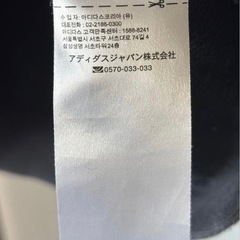 수 입 자: 아디다스코리아 (유)
대표전화 : 02-2186-0300
아디다스 고객만족센터 : 1588-8241
서울특별시 서초구 서초대로 74길 4
삼성생명 서초타워24층
アディダスジャパン株式会社
0570-033-033